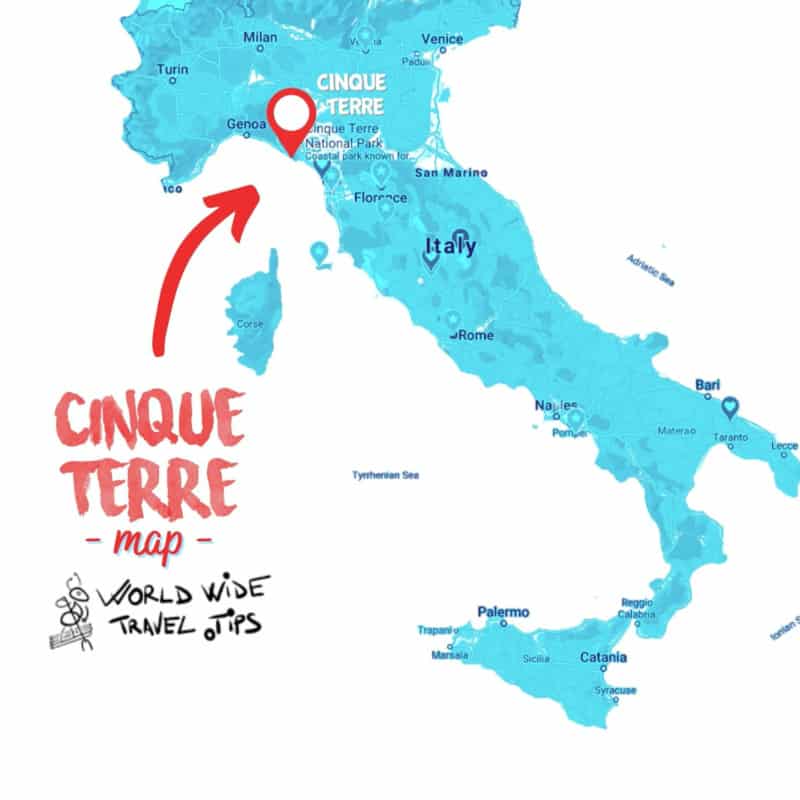 Milan
Venice
Turin
Padu
CINQUE
TERRE
Genoa
Cinque Terre
National Park
Coastal park known for...
San Marino
Florence
Italy
Adriatic Sea
Corse
Rome
CINQUE
TERRE
- map -
WORLD WIDE
TRAVEL .TIPS
Bari
Naples
Pompei
Matera
Taranto
Lecce
Tyrrhenian Sea
Reggio
Calabria
Palermo
Trapani
Marsala
Sicilia
Catania
Syracuse
Ionian S